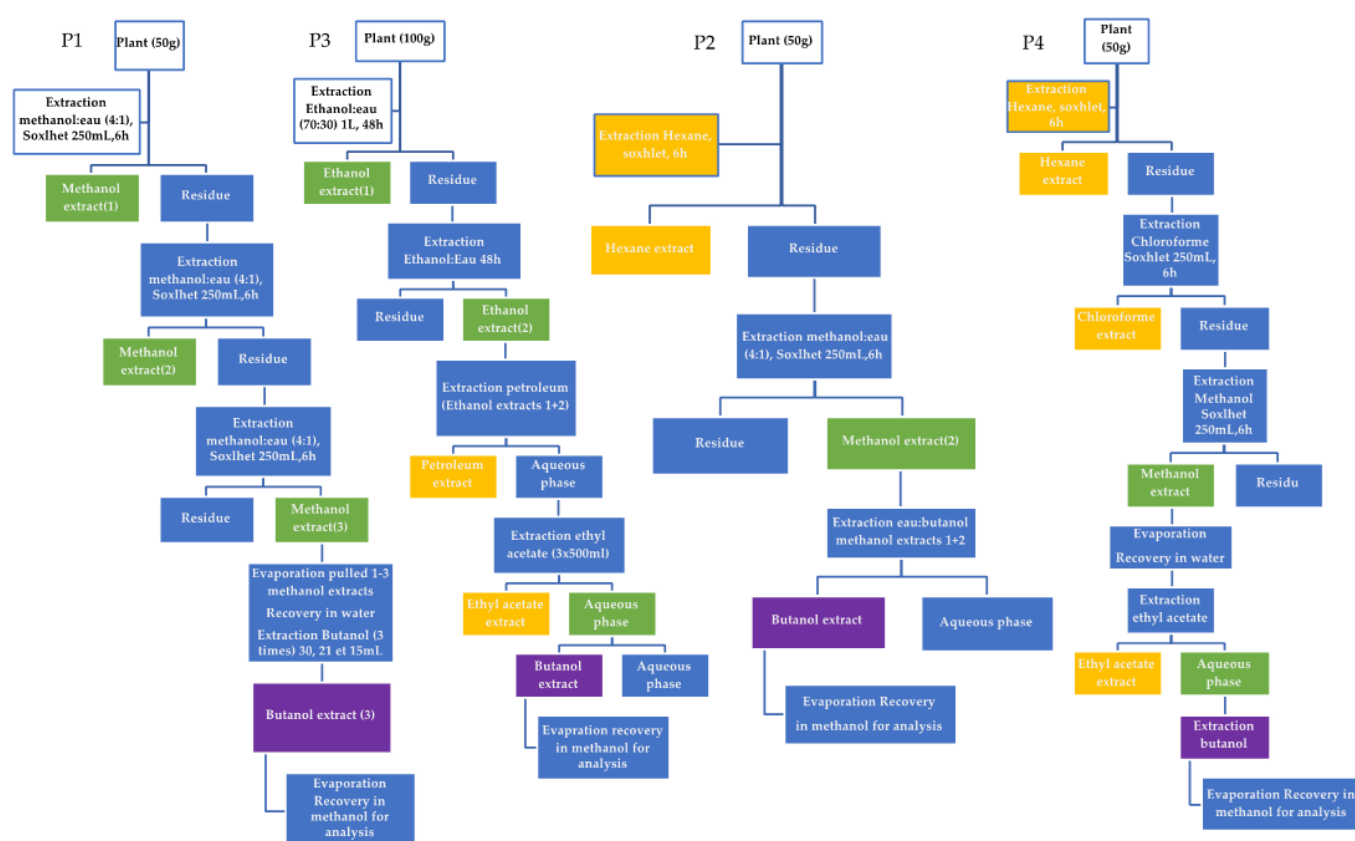 P1
Plant (50g)
Extraction
methanol:eau (4:1),
Soxlhet 250mL,6h
Methanol
extract(1)
Residue
Extraction
methanol:eau (4:1),
Soxlhet 250mL,6h
Methanol
extract(2)
Residue
Extraction
methanol:eau (4:1),
Soxlhet 250mL,6h
Residue
Methanol
extract(3)
Evaporation pulled 1-3
methanol extracts
Recovery in water
Extraction Butanol (3
times) 30, 21 et 15mL
Butanol extract (3)
Evaporation
Recovery in
methanol for
analysis
P3
Plant (100g)
Extraction
Ethanol:eau
(70:30) 1L, 48h
Ethanol
extract(1)
Residue
Extraction
Ethanol:Eau 48h
Residue
Ethanol
extract(2)
Extraction petroleum
(Ethanol extracts 1+2)
Petroleum
extract
Aqueous
phase
Extraction ethyl
acetate (3x500ml)
Ethyl acetate
extract
Aqueous
phase
Butanol
extract
Aqueous
phase
Evapration recovery
in methanol for
analysis
P2
Plant (50g)
Extraction Hexane,
soxhlet, 6h
Hexane extract
Residue
Extraction methanol:eau
(4:1), Soxlhet 250mL,6h
Residue
Methanol extract(2)
Extraction eau:butanol
methanol extracts 1+2
Butanol extract
Aqueous phase
Evaporation Recovery
in methanol for analysis
P4
Plant
(50g)
Extraction
Hexane, soxhlet,
6h
Hexane
extract
Residue
Extraction
Chloroforme
Soxhlet 250mL,
6h
Chloroforme
extract
Residue
Extraction
Methanol
Soxlhet
250mL,6h
Methanol
extract
Residu
Evaporation
Recovery in water
Extraction
ethyl acetate
Ethyl acetate
extract
Aqueous
phase
Extraction
butanol
Evaporation Recovery in
methanol for analysis